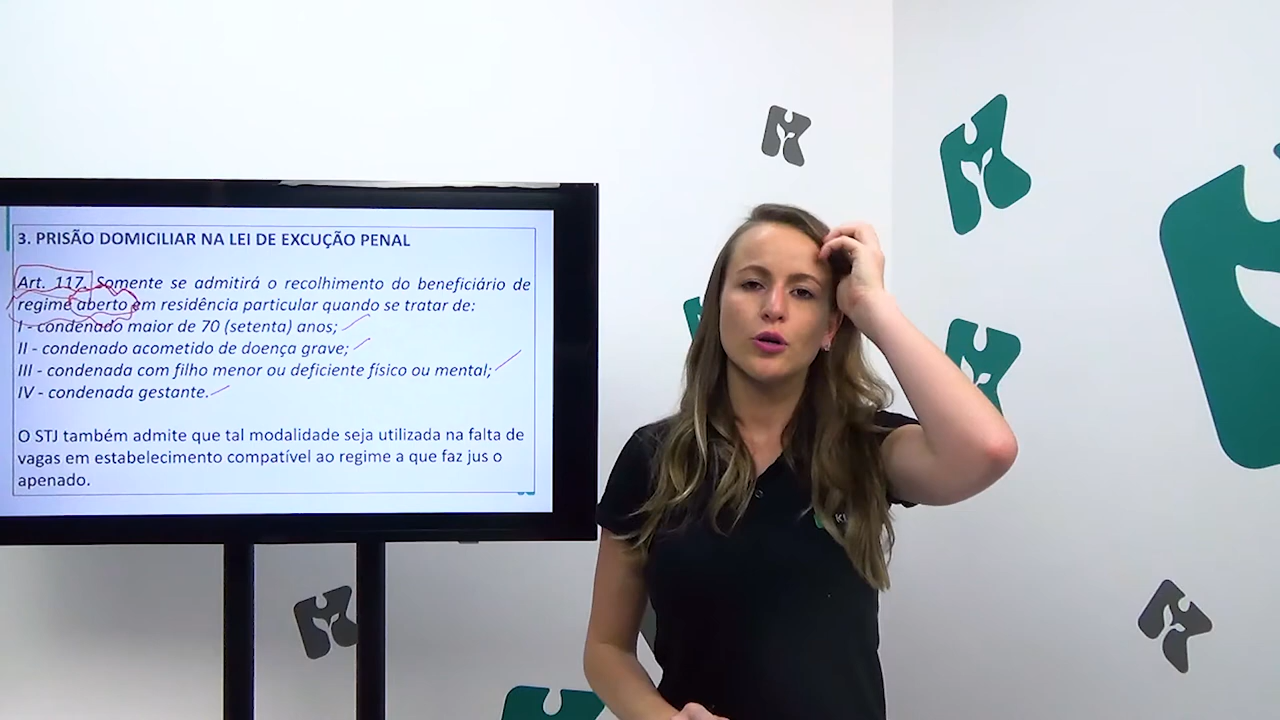 3. PRISÃO DOMICILIAR NA LEI DE EXCUÇÃO PENAL
Art. 117. Somente se admitirá o recolhimento do beneficiário de
regime aberto em residência particular quando se tratar de:
I - condenado maior de 70 (setenta) anos;
II - condenado acometido de doença grave;
III - condenada com filho menor ou deficiente físico ou mental;
IV - condenada gestante.
O STJ também admite que tal modalidade seja utilizada na falta de
vagas em estabelecimento compatível ao regime a que faz jus o
apenado.